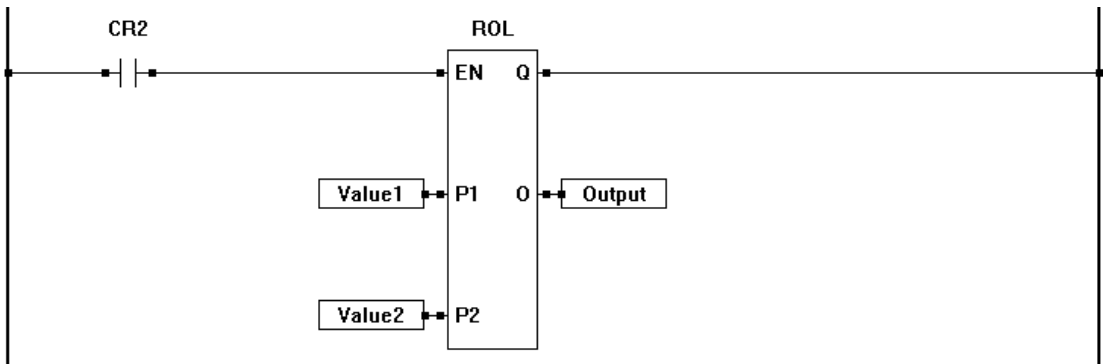 CR2
ROL
EN Q
Value1 P1 O Output
Value2 P2